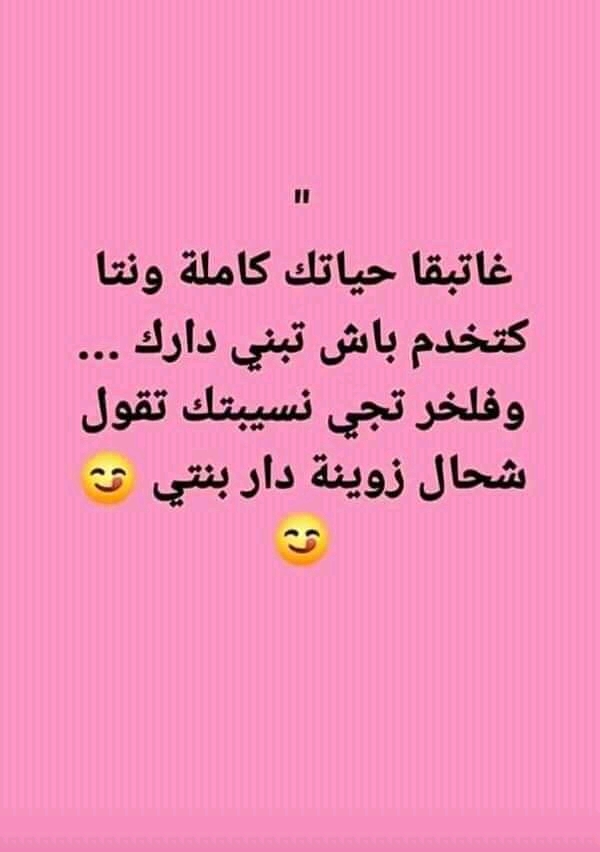 "
غاتبقا حياتك كاملة ونتا
كتخدم باش تبني دارك ...
وفلخر تجي نسيبتك تقول
شحال زوينة دار بنتي 😋
😋